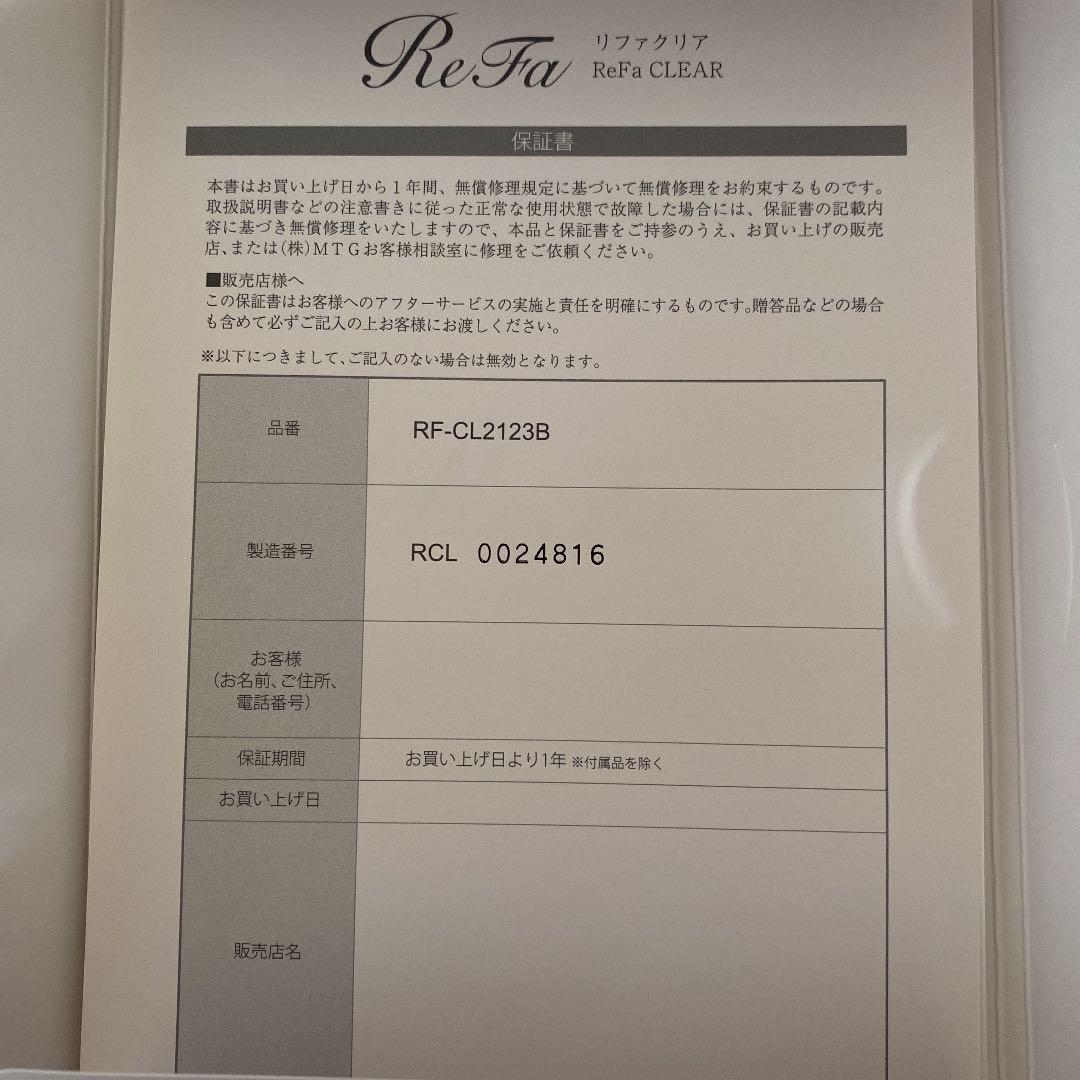 ReFa
リファクリア
ReFa CLEAR
保証書
本書はお買い上げ日から1年間、無償修理規定に基づいて無償修理をお約束するものです。
取扱説明書などの注意書きに従った正常な使用状態で故障した場合には、保証書の記載内
容に基づき無償修理をいたしますので、本品と保証書をご持参のうえ、お買い上げの販売
店、または(株)MTGお客様相談室に修理をご依頼ください。
■販売店様へ
この保証書はお客様へのアフターサービスの実施と責任を明確にするものです。贈答品などの場合
も含めて必ずご記入の上お客様にお渡しください。
※以下につきまして、ご記入のない場合は無効となります。
品番
RF-CL2123B
製造番号
RCL 0024816
お客様
(お名前、ご住所、
電話番号)
保証期間
お買い上げ日より1年 ※付属品を除く
お買い上げ日
販売店名